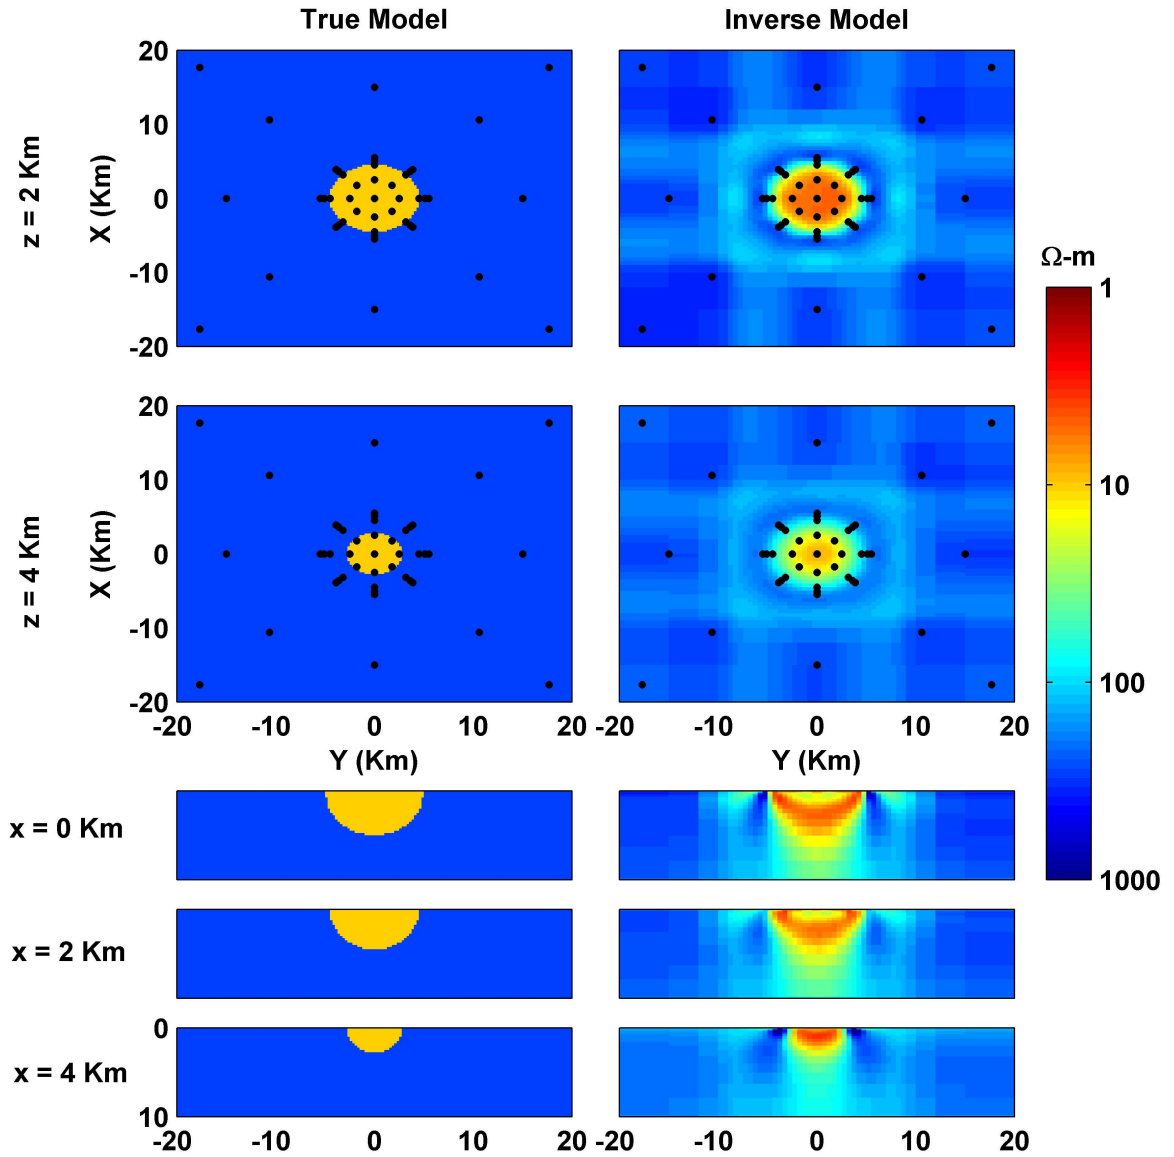 True Model Inverse Model
20
10
z = 2 Km X (Km) 0
-10
-20
Ω-m
1
20
10
z = 4 Km X (Km) 0
-10
-20
10
100
1000
-20 -10 0 10 20 -20 -10 0 10 20
Y (Km) Y (Km)
x = 0 Km
x = 2 Km
0
x = 4 Km
10
-20 -10 0 10 20 -20 -10 0 10 20